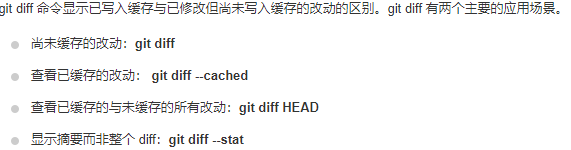 git diff 命令显示已写入缓存与已修改但尚未写入缓存的改动的区别。git diff 有两个主要的应用场景。
尚未缓存的改动：git diff
查看已缓存的改动： git diff --cached
查看已缓存的与未缓存的所有改动：git diff HEAD
显示摘要而非整个 diff：git diff --stat